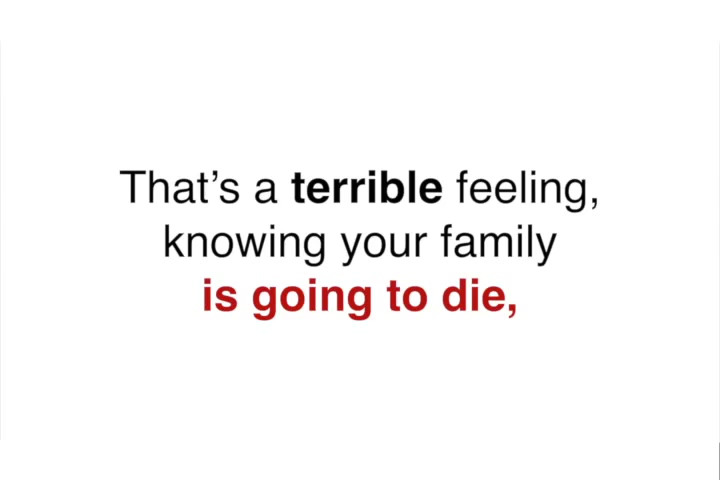 That’s a terrible feeling,
knowing your family
is going to die,